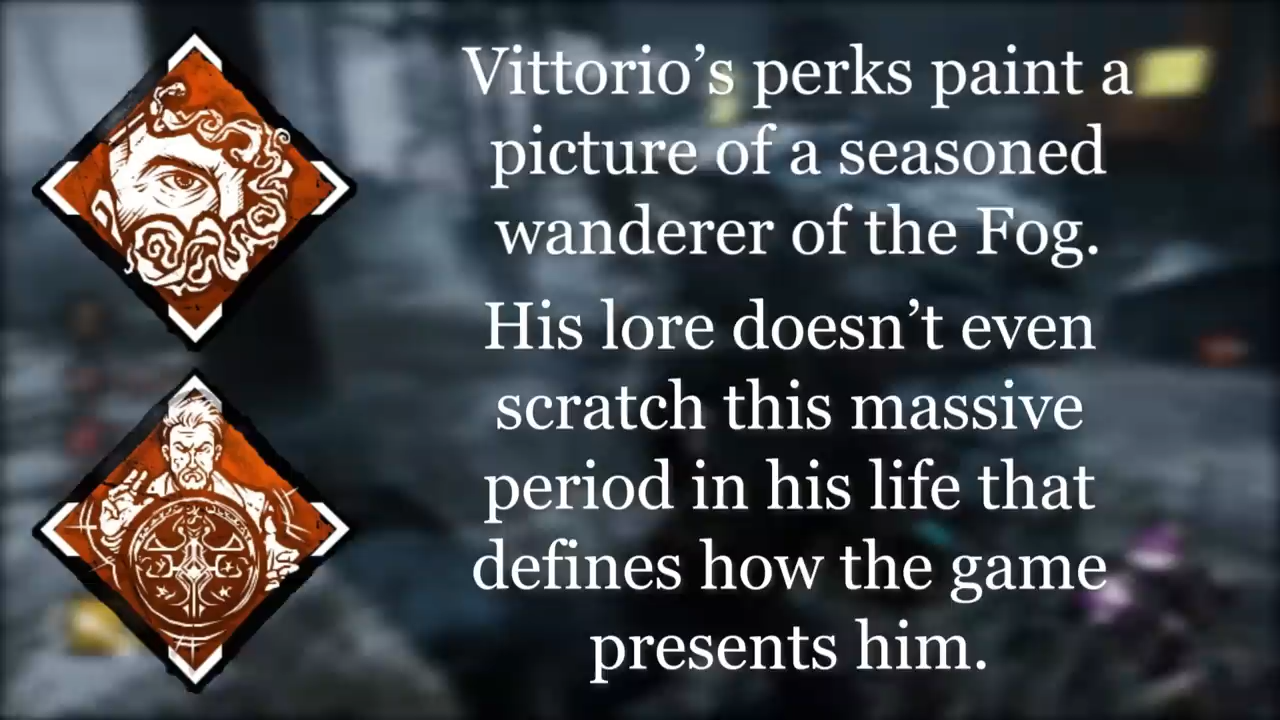 Vittorio’s perks paint a
picture of a seasoned
wanderer of the Fog.
His lore doesn’t even
scratch this massive
period in his life that
defines how the game
presents him.